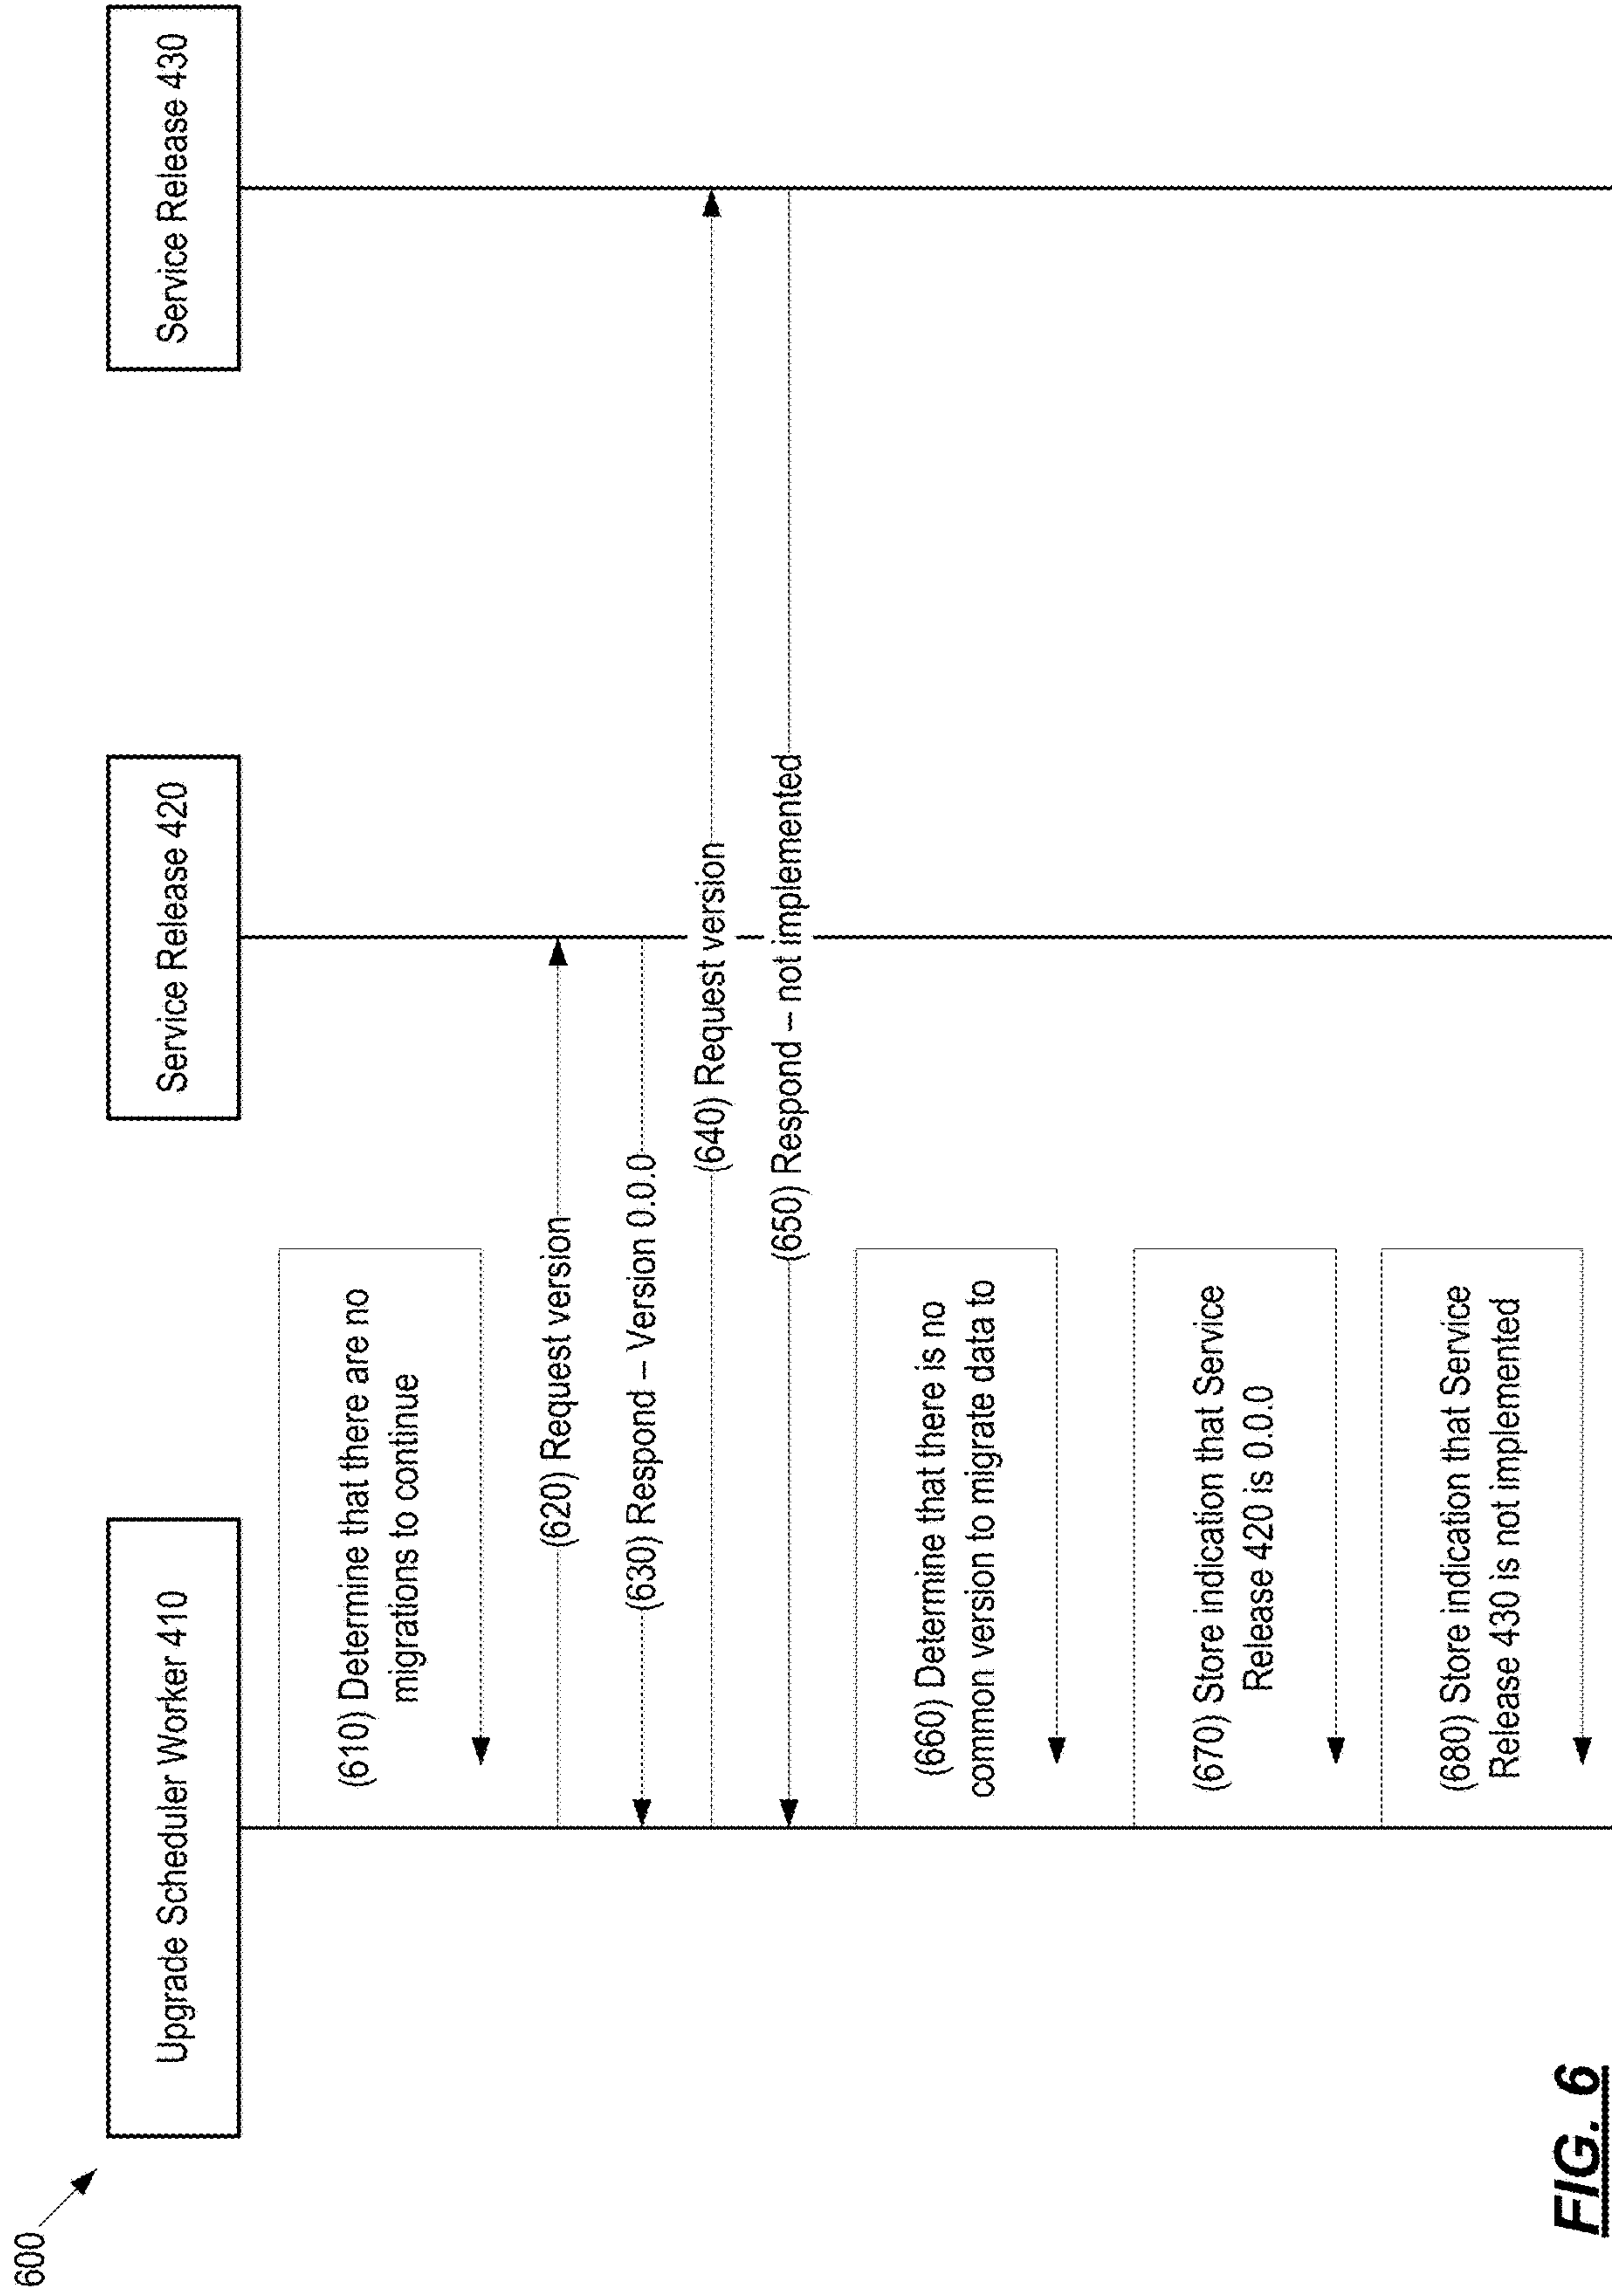 600
Upgrade Scheduler Worker 410
Service Release 420
Service Release 430
(610) Determine that there are no
migrations to continue
(620) Request version
(630) Respond – Version 0.0.0
(640) Request version
(650) Respond – not implemented
(660) Determine that there is no
common version to migrate data to
(670) Store indication that Service
Release 420 is 0.0.0
(680) Store indication that Service
Release 430 is not implemented
FIG. 6